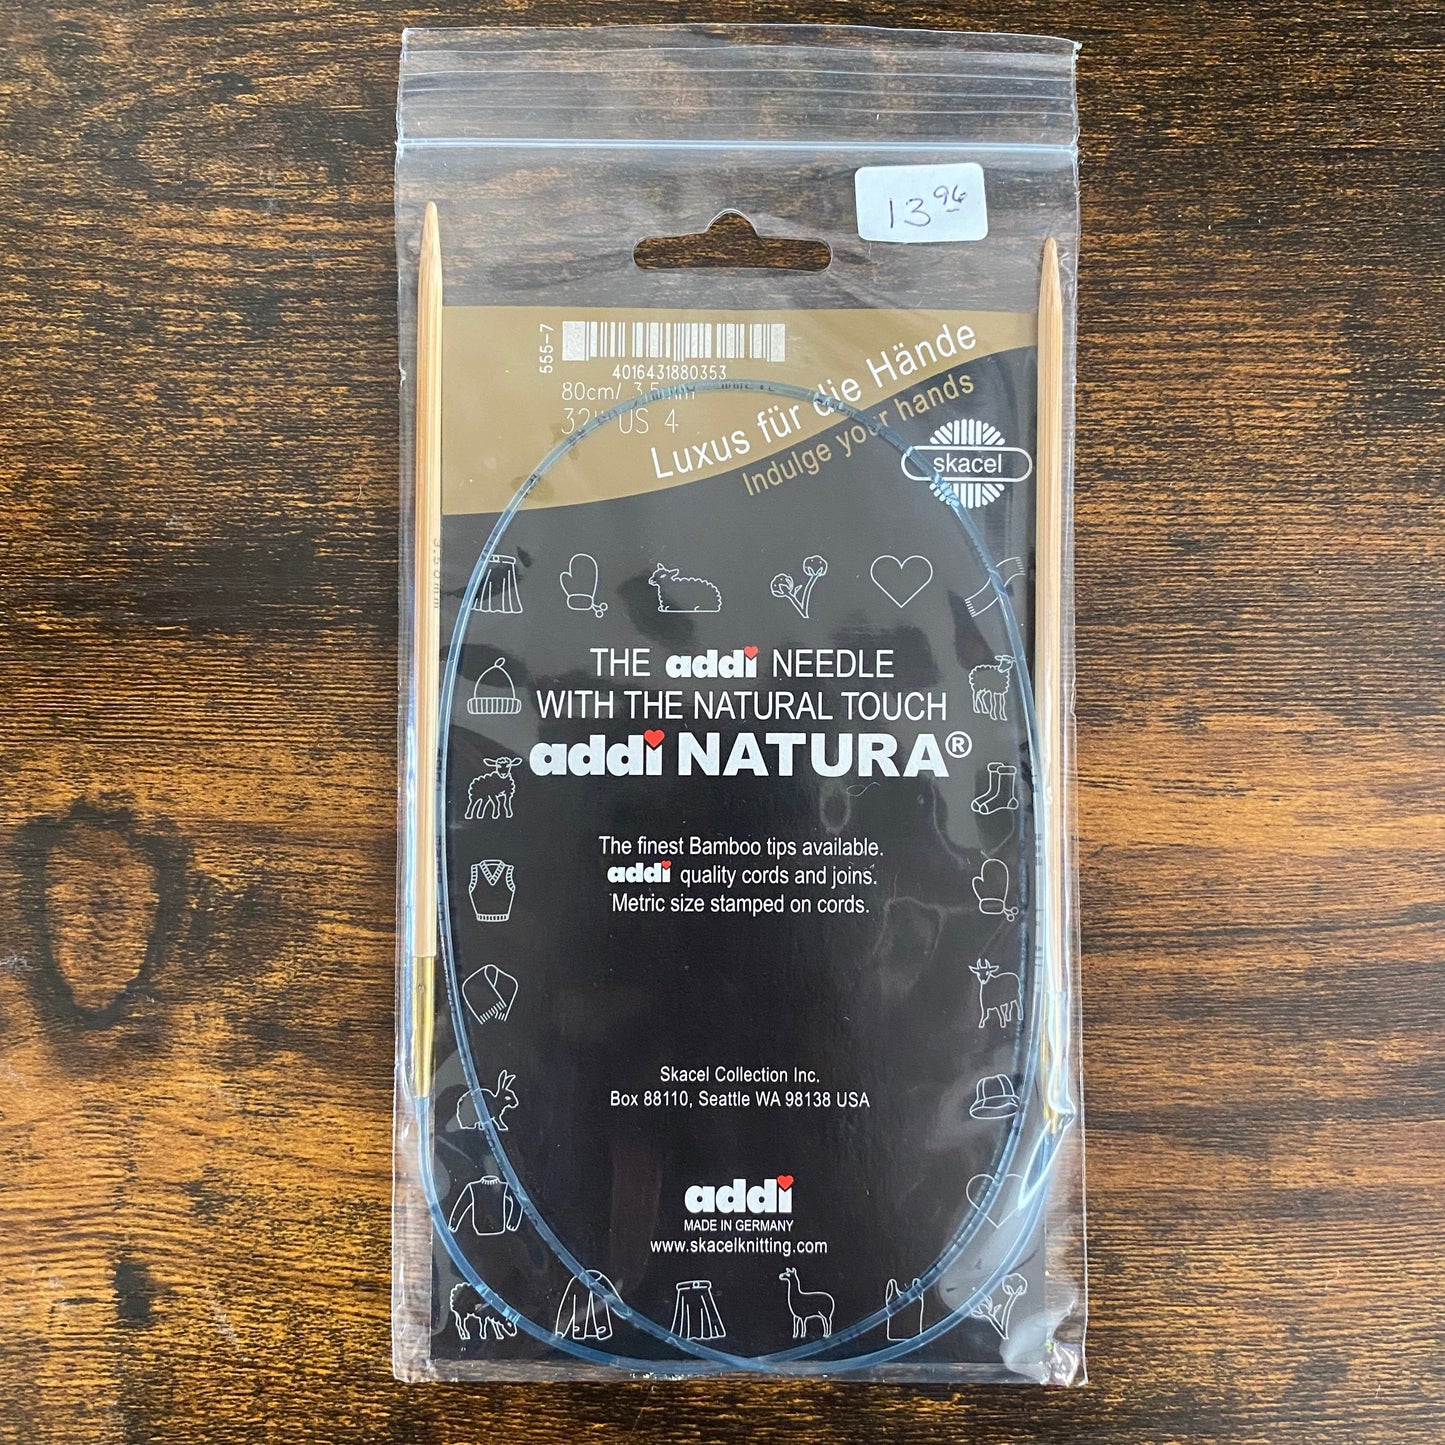 13 96
555-7
4016431880353
80cm/ 3.5mm
32" US 4
Luxus für die Hände
Indulge your hands
skacel
3.50mm
THE addi NEEDLE
WITH THE NATURAL TOUCH
addi NATURA®
The finest Bamboo tips available.
addi quality cords and joins.
Metric size stamped on cords.
Skacel Collection Inc.
Box 88110, Seattle WA 98138 USA
addi
MADE IN GERMANY
www.skacelknitting.com